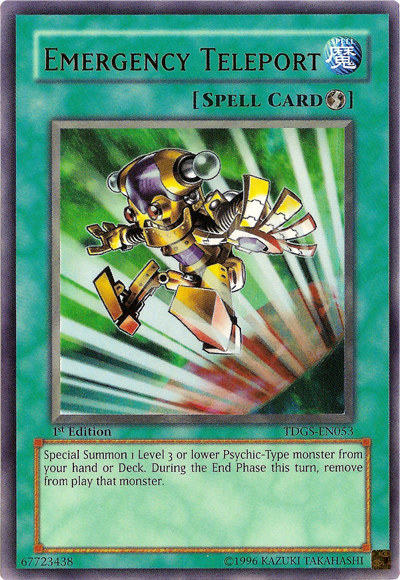 EMERGENCY TELEPORT
SPELL
魔
[SPELL CARD]
1st Edition
TDGS-EN053
Special Summon 1 Level 3 or lower Psychic-Type monster from
your hand or Deck. During the End Phase this turn, remove
from play that monster.
67723438
©1996 KAZUKI TAKAHASHI